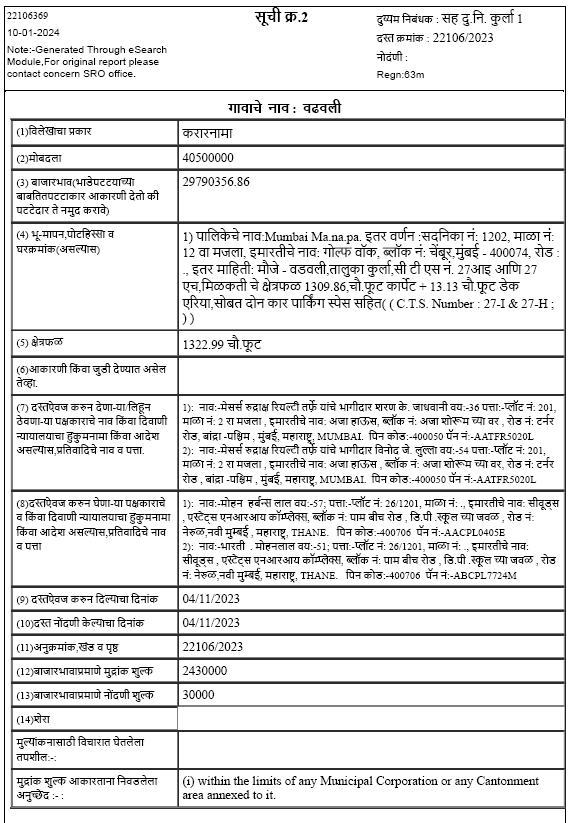 22106369
10-01-2024
Note:-Generated Through eSearch
Module,For original report please
contact concern SRO office.
सूची क्र.2
दुय्यम निबंधक : सह दु.नि. कुर्ला 1
दस्त क्रमांक : 22106/2023
नोदंणी :
Regn:63m
गावाचे नाव : वढवली
(1)विलेखाचा प्रकार
करारनामा
(2)मोबदला
40500000
(3) बाजारभाव(भाडेपटटयाच्या
बाबतितपटटाकार आकारणी देतो की
पटटेदार ते नमुद करावे)
29790356.86
(4) भू-मापन,पोटहिस्सा व
घरक्रमांक(असल्यास)
1) पालिकेचे नाव:Mumbai Ma.na.pa. इतर वर्णन :सदनिका नं: 1202, माळा नं:
12 वा मजला, इमारतीचे नाव: गोल्फ वॉक, ब्लॉक नं: चेंबूर,मुंबई - 400074, रोड :
., इतर माहिती: मौजे - वडवली,तालुका कुर्ला,सी टी एस नं. 27आइ आणि 27
एच,मिळकती चे क्षेत्रफळ 1309.86,चौ.फूट कार्पेट + 13.13 चौ.फूट डेक
एरिया,सोबत दोन कार पार्किंग स्पेस सहित( ( C.T.S. Number : 27-I & 27-H ;
) )
(5) क्षेत्रफळ
1322.99 चौ.फूट
(6)आकारणी किंवा जुडी देण्यात असेल
तेव्हा.
(7) दस्तऐवज करुन देणा-या/लिहून
ठेवणा-या पक्षकाराचे नाव किंवा दिवाणी
न्यायालयाचा हुकुमनामा किंवा आदेश
असल्यास,प्रतिवादिचे नाव व पत्ता.
1): नाव:-मेसर्स रुद्राक्ष रियल्टी तर्फे यांचे भागीदार शरण के. जाधवानी वय:-36 पत्ता:-प्लॉट नं: 201,
माळा नं: 2 रा मजला , इमारतीचे नाव: अजा हाऊस, ब्लॉक नं: अजा शोरूम च्या वर , रोड नं: टर्नर
रोड, बांद्रा -पश्चिम , मुंबई, महाराष्ट्र, MUMBAI. पिन कोड:-400050 पॅन नं:-AATFR5020L
2): नाव:-मेसर्स रुद्राक्ष रियल्टी तर्फे यांचे भागीदार विनोद जे. लुल्ला वय:-54 पत्ता:-प्लॉट नं: 201, ,
माळा नं: 2 रा मजला, इमारतीचे नाव: अजा हाऊस, , ब्लॉक नं: अजा शोरूम च्या वर, रोड नं: टर्नर
रोड , बांद्रा -पश्चिम , मुंबई, महाराष्ट्र, MUMBAI. पिन कोड:-400050 पॅन नं:-AATFR5020L
(8)दस्तऐवज करुन घेणा-या पक्षकाराचे
व किंवा दिवाणी न्यायालयाचा हुकुमनामा
किंवा आदेश असल्यास,प्रतिवादिचे नाव
व पत्ता
1): नाव:-मोहन हर्बन्स लाल वय:-57; पत्ता:-प्लॉट नं: 26/1201, माळा नं: ., इमारतीचे नाव: सीवूड्स
, एस्टेट्स एनआरआय कॉम्प्लेक्स, ब्लॉक नं: पाम बीच रोड , डि.पी .स्कूल च्या जवळ , रोड नं:
नेरुळ,नवी मुम्बई , महाराष्ट्र, THANE. पिन कोड:-400706 पॅन नं:-AACPL0405E
2): नाव:-भारती . मोहनलाल वय:-51; पत्ता:-प्लॉट नं: 26/1201, माळा नं: ., इमारतीचे नाव:
सीवूड्स , एस्टेट्स एनआरआय कॉम्प्लेक्स, ब्लॉक नं: पाम बीच रोड , डि.पी .स्कूल च्या जवळ , रोड
नं: नेरुळ,नवी मुम्बई, महाराष्ट्र, THANE. पिन कोड:-400706 पॅन नं:-ABCPL7724M
(9) दस्तऐवज करुन दिल्याचा दिनांक
04/11/2023
(10)दस्त नोंदणी केल्याचा दिनांक
04/11/2023
(11)अनुक्रमांक,खंड व पृष्ठ
22106/2023
(12)बाजारभावाप्रमाणे मुद्रांक शुल्क
2430000
(13)बाजारभावाप्रमाणे नोंदणी शुल्क
30000
(14)शेरा
मुल्यांकनासाठी विचारात घेतलेला
तपशील:-:
मुद्रांक शुल्क आकारताना निवडलेला
अनुच्छेद :- :
(i) within the limits of any Municipal Corporation or any Cantonment
area annexed to it.